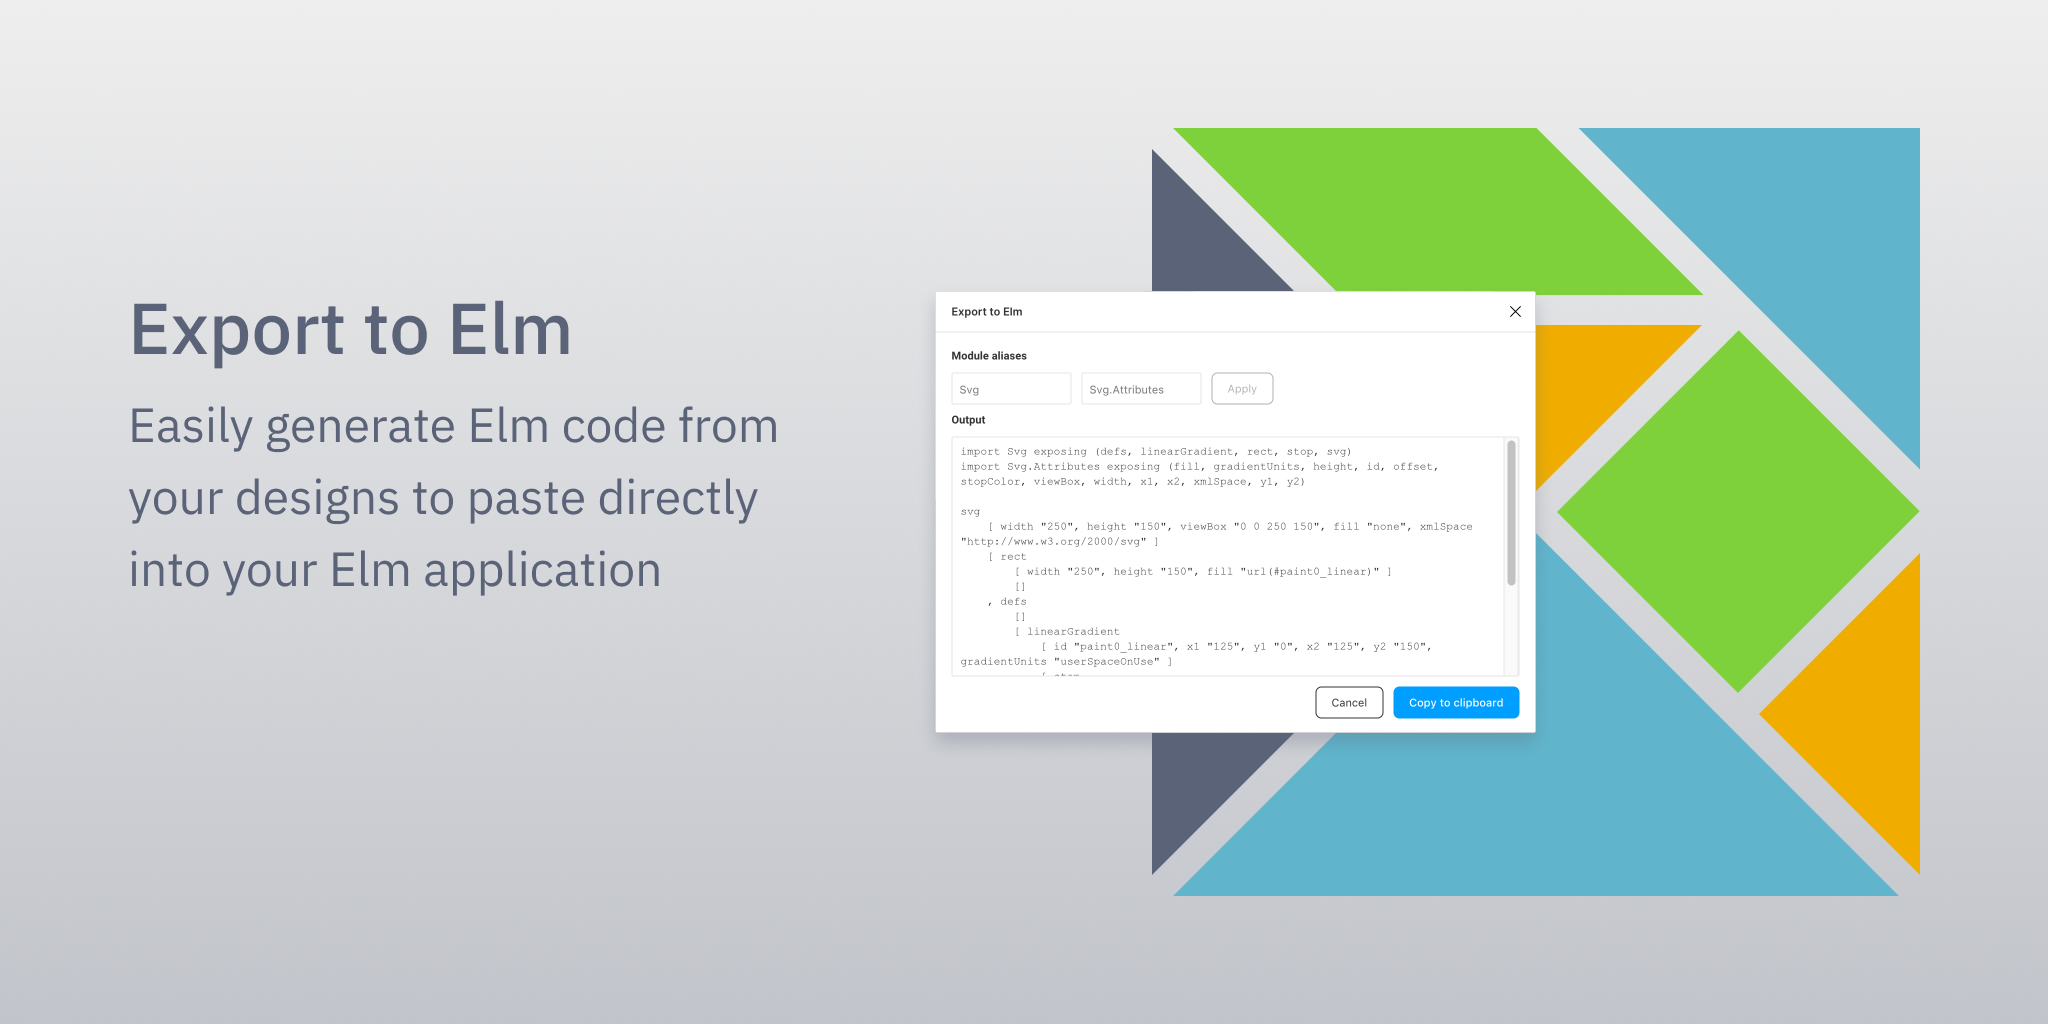 Export to Elm
Easily generate Elm code from
your designs to paste directly
into your Elm application
Export to Elm
Module aliases
Svg
Svg.Attributes
Apply
Output
import Svg exposing (defs, linearGradient, rect, stop, svg)
import Svg.Attributes exposing (fill, gradientUnits, height, id, offset,
stopColor, viewBox, width, x1, x2, xmlSpace, y1, y2)
svg
[ width "250", height "150", viewBox "0 0 250 150", fill "none", xmlSpace
"http://www.w3.org/2000/svg" ]
[ rect
[ width "250", height "150", fill "url(#paint0_linear)" ]
[]
, defs
[]
[ linearGradient
[ id "paint0_linear", x1 "125", y1 "0", x2 "125", y2 "150",
gradientUnits "userSpaceOnUse" ]
Cancel
Copy to clipboard